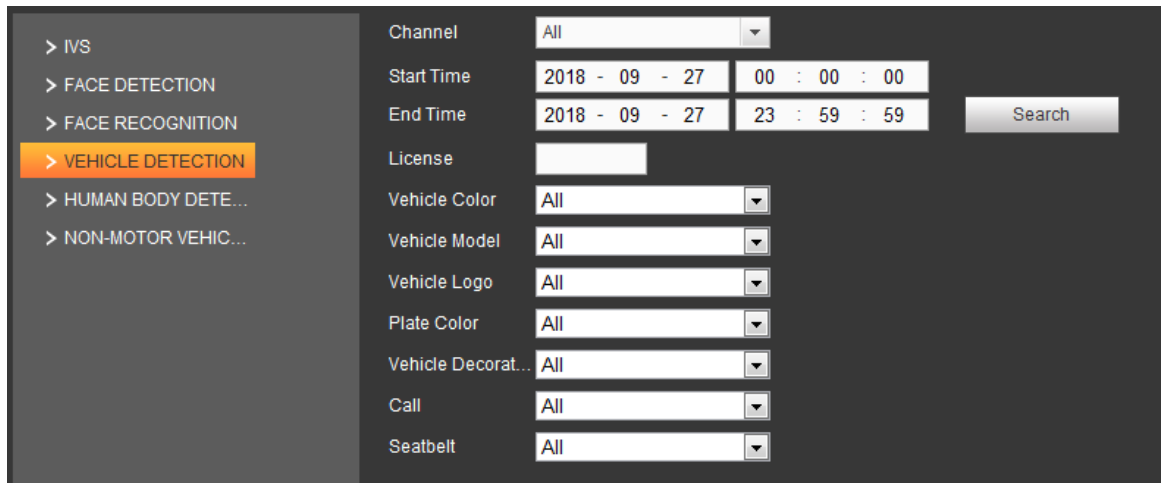 > IVS
> FACE DETECTION
> FACE RECOGNITION
> VEHICLE DETECTION
> HUMAN BODY DETE...
> NON-MOTOR VEHIC...
Channel All
Start Time 2018 - 09 - 27 00 : 00 : 00
End Time 2018 - 09 - 27 23 : 59 : 59 Search
License
Vehicle Color All
Vehicle Model All
Vehicle Logo All
Plate Color All
Vehicle Decorat... All
Call All
Seatbelt All